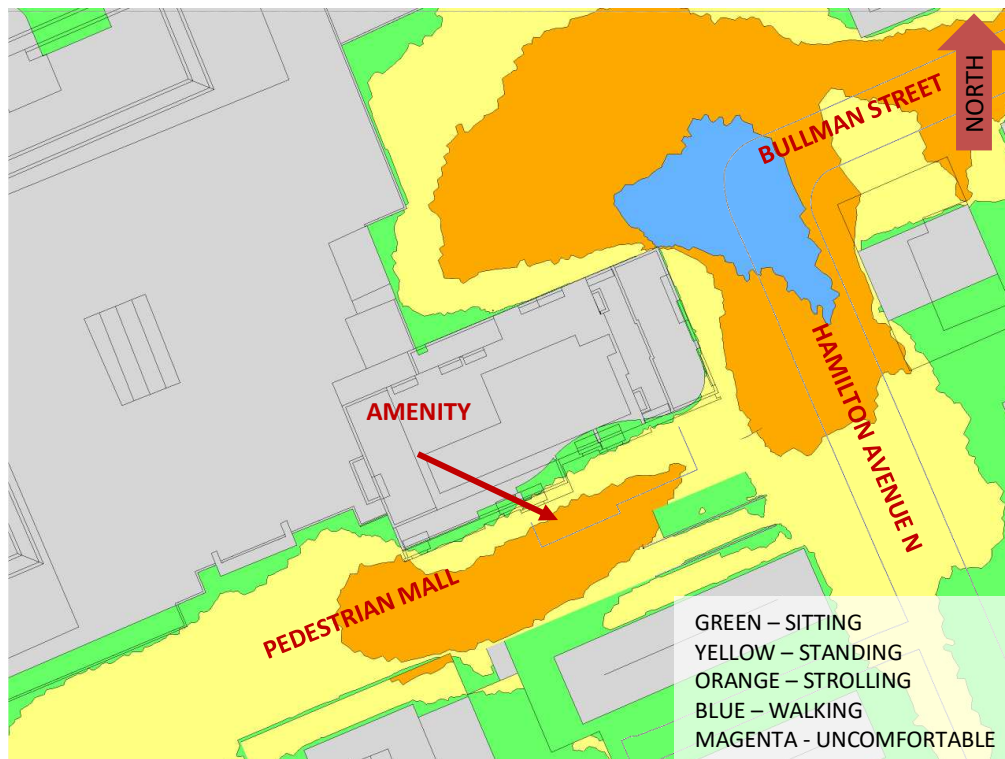 NORTH
BULLMAN STREET
HAMILTON AVENUE N
AMENITY
PEDESTRIAN MALL
GREEN – SITTING
YELLOW – STANDING
ORANGE – STROLLING
BLUE – WALKING
MAGENTA - UNCOMFORTABLE